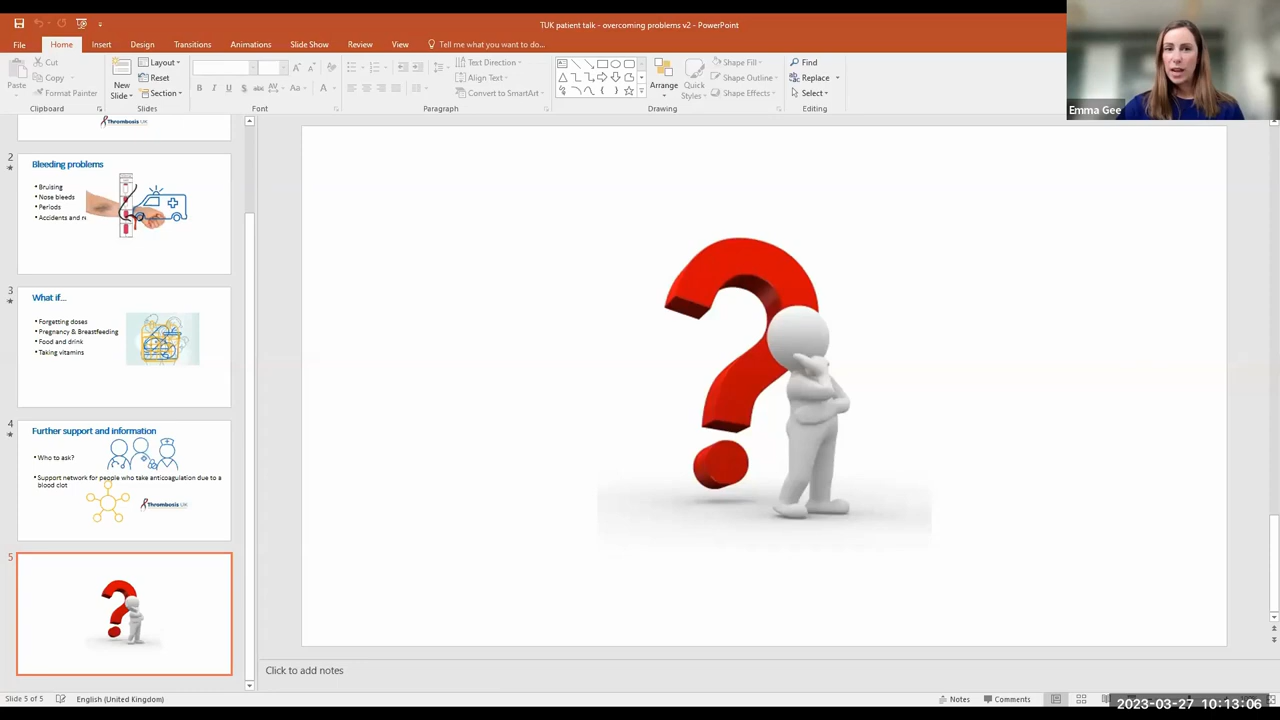 TUK patient talk - overcoming problems v2 - PowerPoint
File Home Insert Design Transitions Animations Slide Show Review View Tell me what you want to do...
Paste
Cut
Copy
Format Painter
Clipboard
New
Slide
Layout
Reset
Section
Slides
Font
Text Direction
Align Text
Convert to SmartArt
Paragraph
Arrange
Quick
Styles
Shape Fill
Shape Outline
Shape Effects
Drawing
Find
Replace
Select
Editing
Emma Gee
Thrombosis UK
2
Bleeding problems
• Bruising
• Nose bleeds
• Periods
• Accidents and
3
What if...
• Forgetting doses
• Pregnancy & Breastfeeding
• Food and drink
• Taking vitamins
4
Further support and information
• Who to ask?
• Support network for people who take anticoagulation due to a
blood clot
Thrombosis UK
5
?
Click to add notes
Slide 5 of 5 English (United Kingdom) Notes Comments
2023-03-27 10:13:06